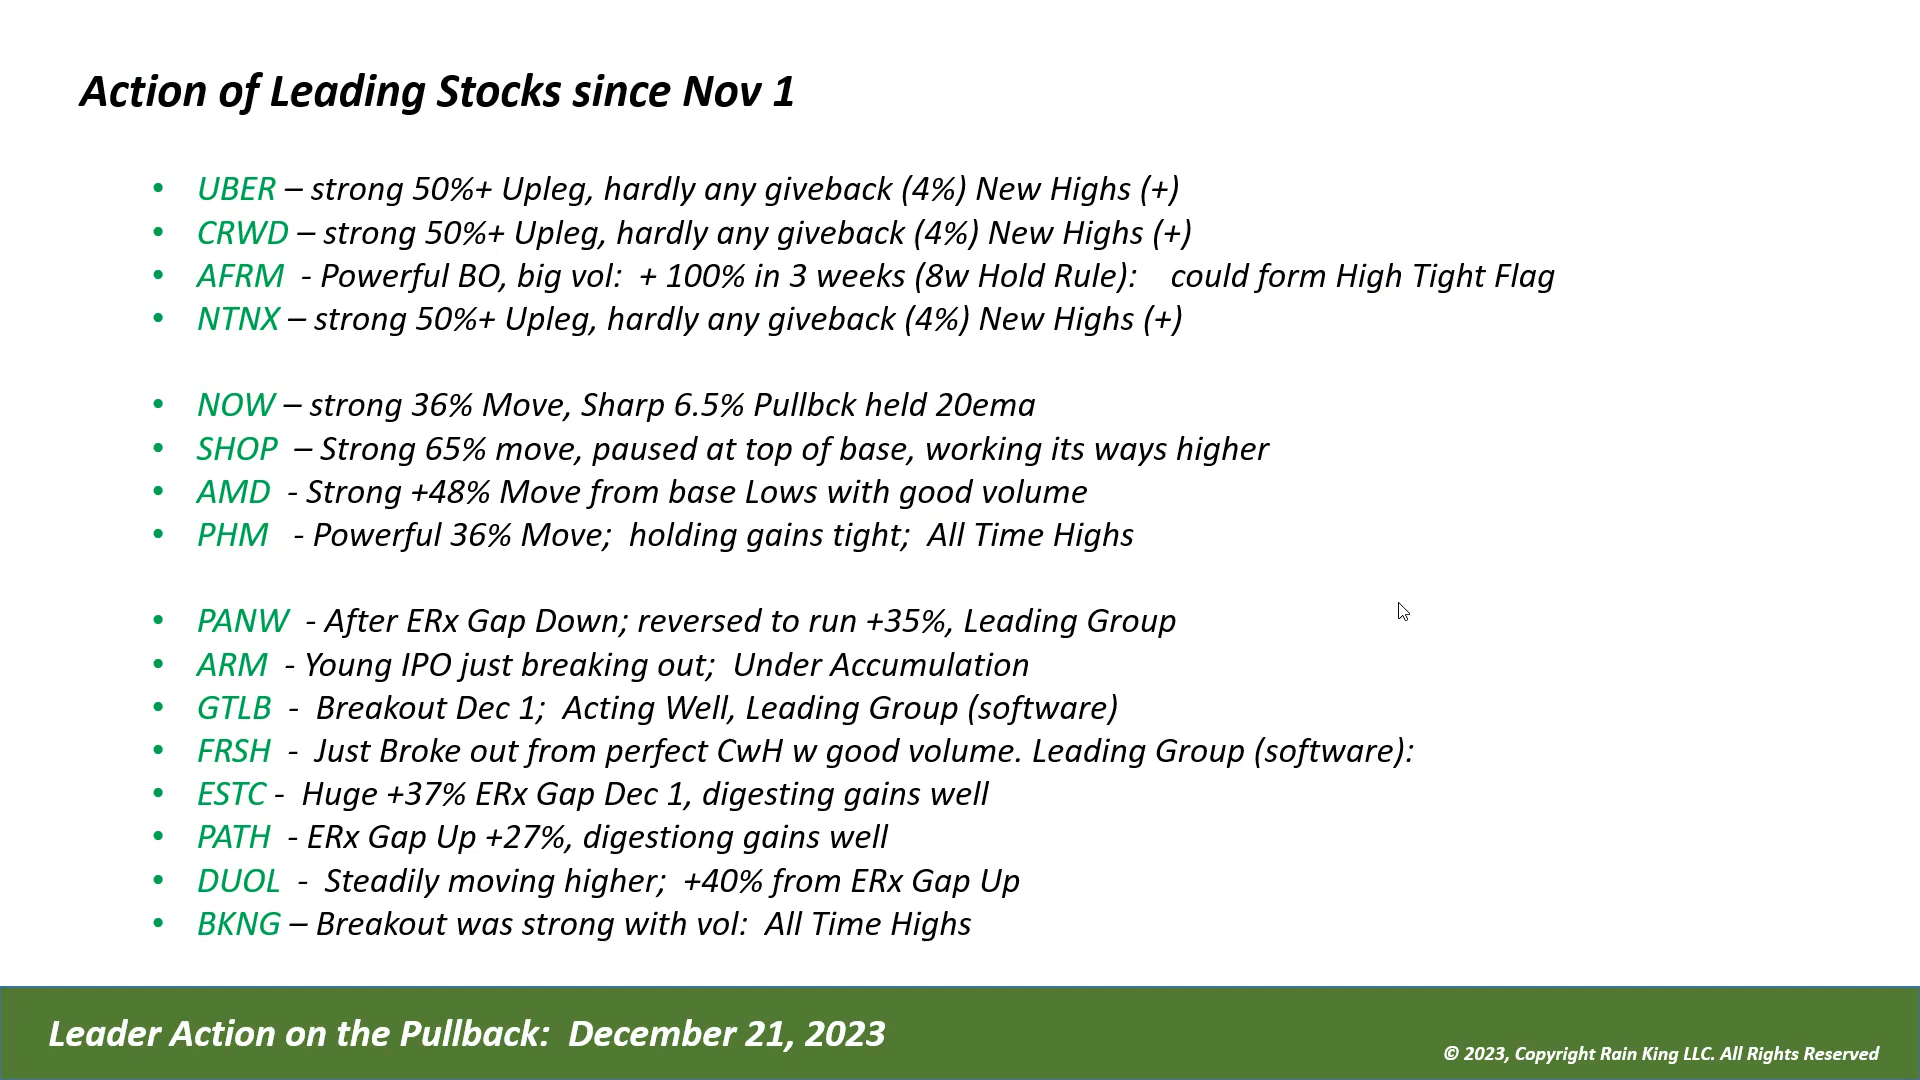 Action of Leading Stocks since Nov 1
• UBER – strong 50%+ Upleg, hardly any giveback (4%) New Highs (+)
• CRWD – strong 50%+ Upleg, hardly any giveback (4%) New Highs (+)
• AFRM - Powerful BO, big vol: + 100% in 3 weeks (8w Hold Rule): could form High Tight Flag
• NTNX – strong 50%+ Upleg, hardly any giveback (4%) New Highs (+)
• NOW – strong 36% Move, Sharp 6.5% Pullbck held 20ema
• SHOP – Strong 65% move, paused at top of base, working its ways higher
• AMD - Strong +48% Move from base Lows with good volume
• PHM - Powerful 36% Move; holding gains tight; All Time Highs
• PANW - After ERx Gap Down; reversed to run +35%, Leading Group
• ARM - Young IPO just breaking out; Under Accumulation
• GTLB - Breakout Dec 1; Acting Well, Leading Group (software)
• FRSH - Just Broke out from perfect CwH w good volume. Leading Group (software):
• ESTC - Huge +37% ERx Gap Dec 1, digesting gains well
• PATH - ERx Gap Up +27%, digestiong gains well
• DUOL - Steadily moving higher; +40% from ERx Gap Up
• BKNG – Breakout was strong with vol: All Time Highs
Leader Action on the Pullback: December 21, 2023
© 2023, Copyright Rain King LLC. All Rights Reserved